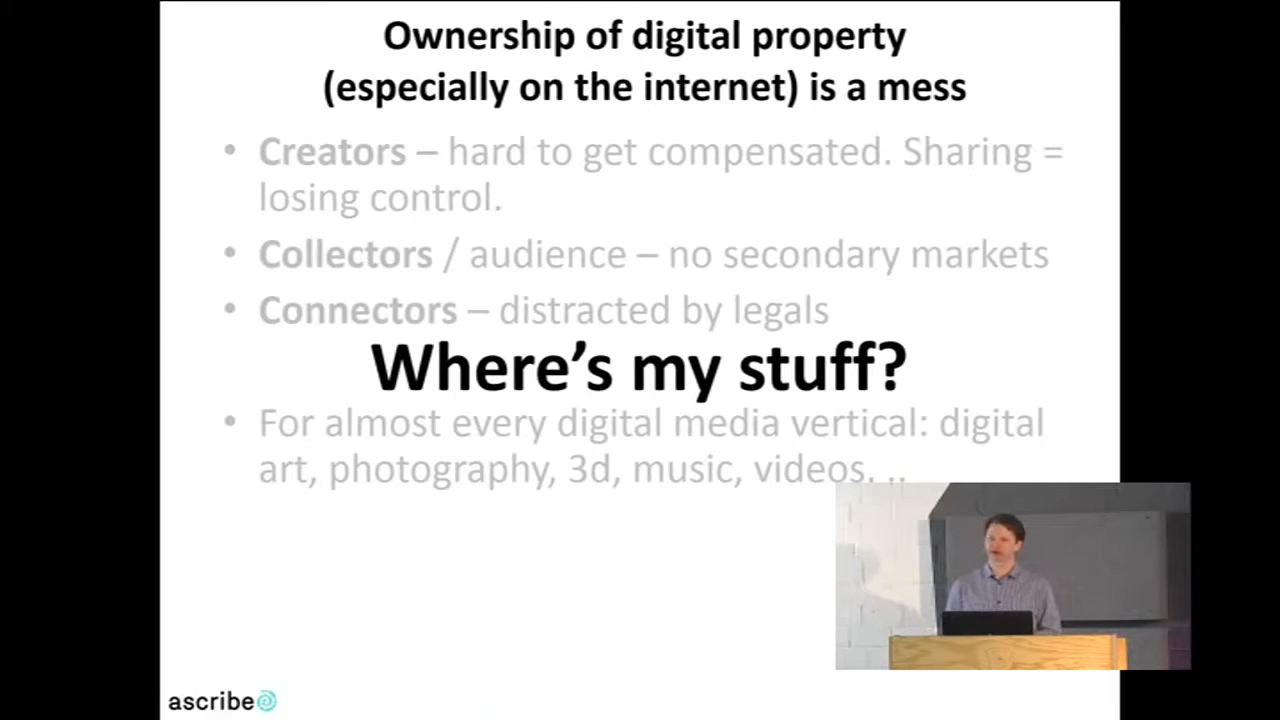 Ownership of digital property
(especially on the internet) is a mess
• Creators – hard to get compensated. Sharing =
losing control.
• Collectors / audience – no secondary markets
• Connectors – distracted by legals
Where’s my stuff?
• For almost every digital media vertical: digital
art, photography, 3d, music, videos, ..
ascribe